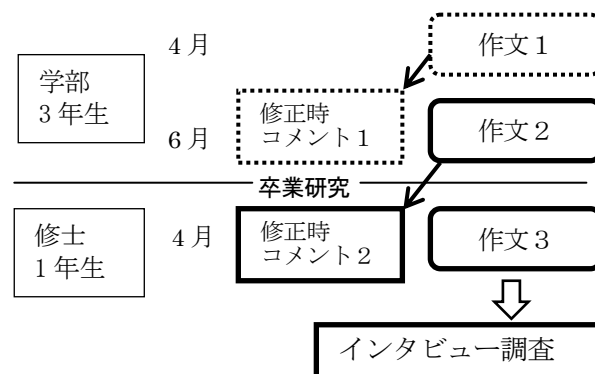 4月
作文1
学部
3年生
修正時
コメント1
6月
作文2
卒業研究
修士
1年生
4月
修正時
コメント2
作文3
インタビュー調査